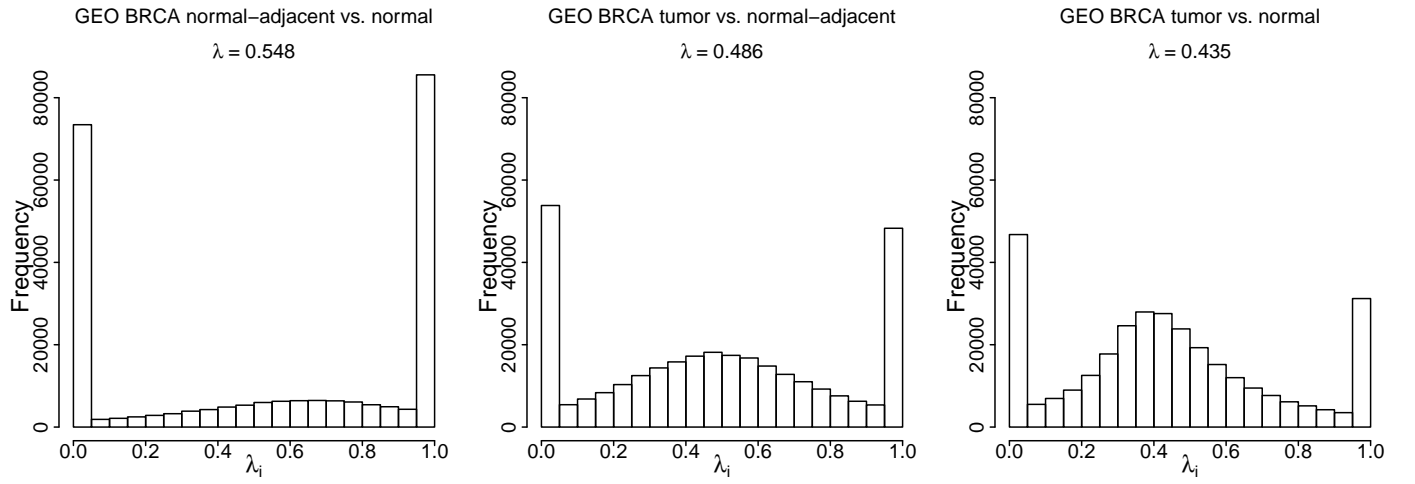 GEO BRCA normal−adjacent vs. normal
λ = 0.548
Frequency
80000
60000
40000
20000
0
0.0 0.2 0.4 0.6 0.8 1.0
λi
GEO BRCA tumor vs. normal−adjacent
λ = 0.486
Frequency
80000
60000
40000
20000
0
0.0 0.2 0.4 0.6 0.8 1.0
λi
GEO BRCA tumor vs. normal
λ = 0.435
Frequency
80000
60000
40000
20000
0
0.0 0.2 0.4 0.6 0.8 1.0
λi